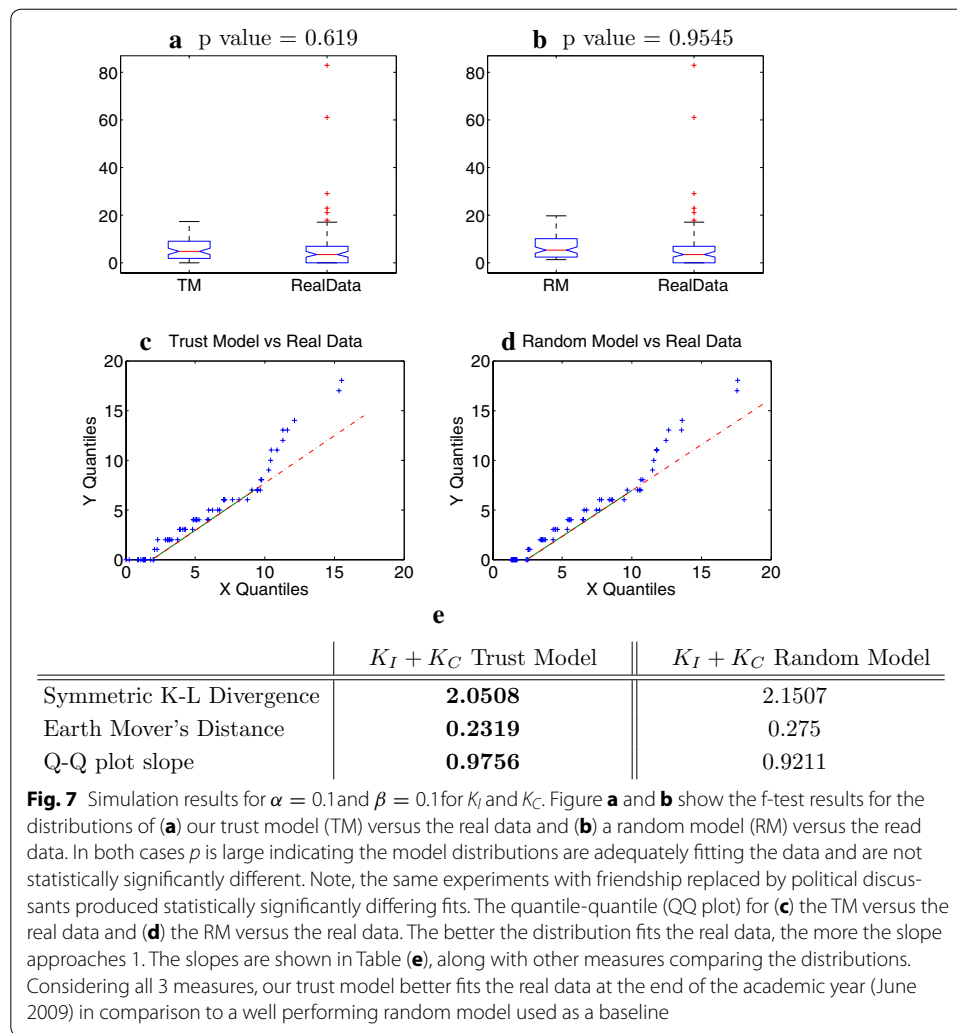 a p value = 0.619
b p value = 0.9545
80
60
40
20
0
TM RealData
80
60
40
20
0
RM RealData
c Trust Model vs Real Data
20
15
10
5
0
Y Quantiles
0 5 10 15 20
X Quantiles
d Random Model vs Real Data
20
15
10
5
0
Y Quantiles
0 5 10 15 20
X Quantiles
e
K_I + K_C Trust Model K_I + K_C Random Model
Symmetric K-L Divergence 2.0508 2.1507
Earth Mover's Distance 0.2319 0.275
Q-Q plot slope 0.9756 0.9211
Fig. 7 Simulation results for α = 0.1 and β = 0.1 for K_I and K_C. Figure a and b show the f-test results for the
distributions of (a) our trust model (TM) versus the real data and (b) a random model (RM) versus the read
data. In both cases p is large indicating the model distributions are adequately fitting the data and are not
statistically significantly different. Note, the same experiments with friendship replaced by political discus-
sants produced statistically significantly differing fits. The quantile-quantile (QQ plot) for (c) the TM versus the
real data and (d) the RM versus the real data. The better the distribution fits the real data, the more the slope
approaches 1. The slopes are shown in Table (e), along with other measures comparing the distributions.
Considering all 3 measures, our trust model better fits the real data at the end of the academic year (June
2009) in comparison to a well performing random model used as a baseline